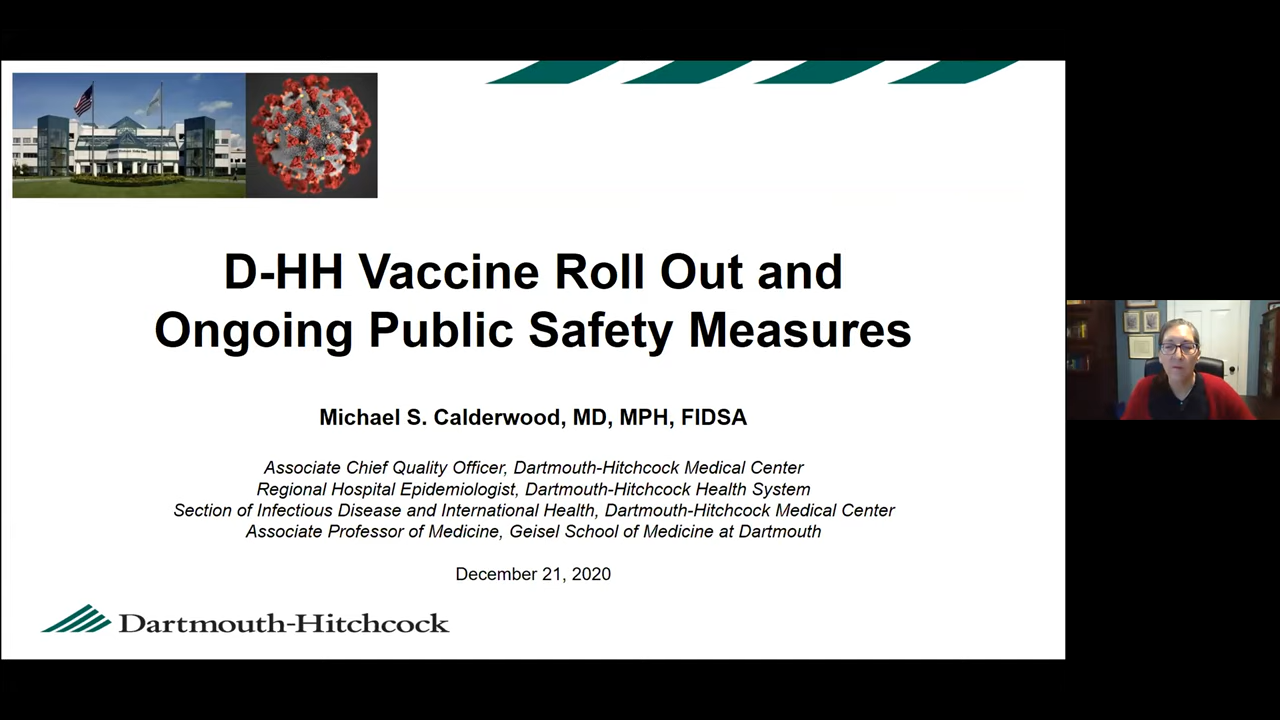 D-HH Vaccine Roll Out and
Ongoing Public Safety Measures
Michael S. Calderwood, MD, MPH, FIDSA
Associate Chief Quality Officer, Dartmouth-Hitchcock Medical Center
Regional Hospital Epidemiologist, Dartmouth-Hitchcock Health System
Section of Infectious Disease and International Health, Dartmouth-Hitchcock Medical Center
Associate Professor of Medicine, Geisel School of Medicine at Dartmouth
December 21, 2020
Dartmouth-Hitchcock